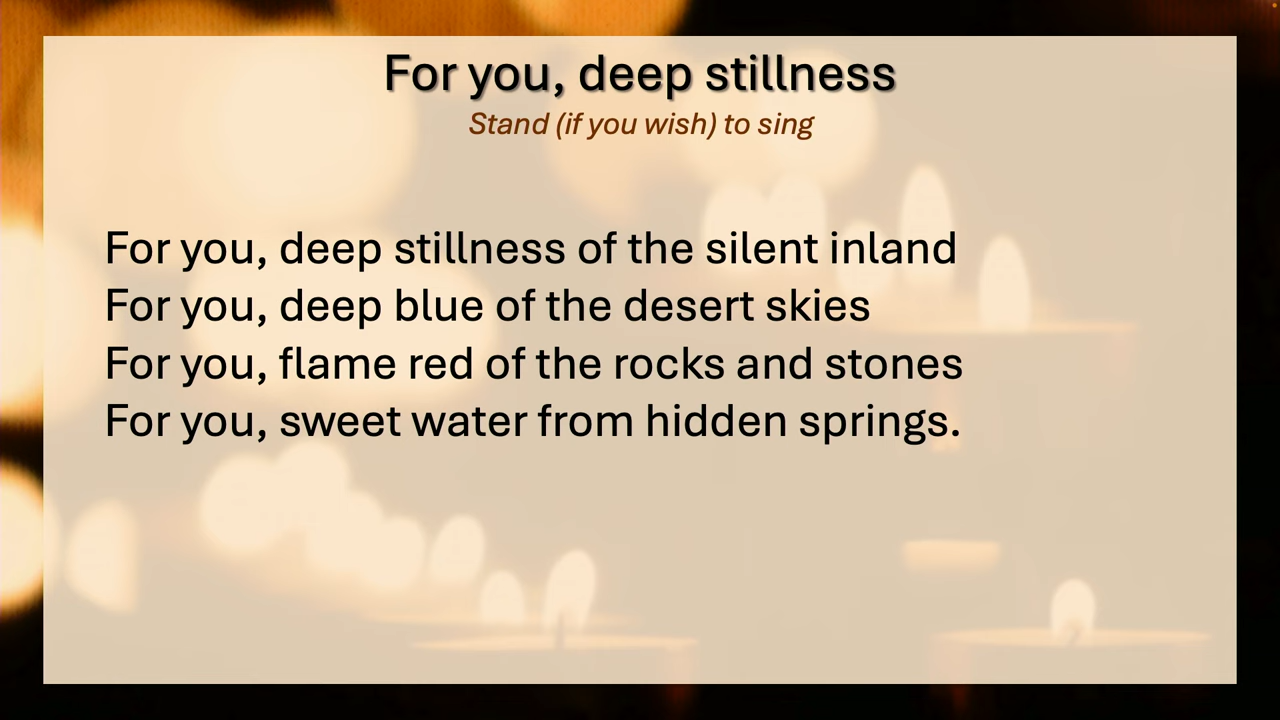 For you, deep stillness
Stand (if you wish) to sing
For you, deep stillness of the silent inland
For you, deep blue of the desert skies
For you, flame red of the rocks and stones
For you, sweet water from hidden springs.